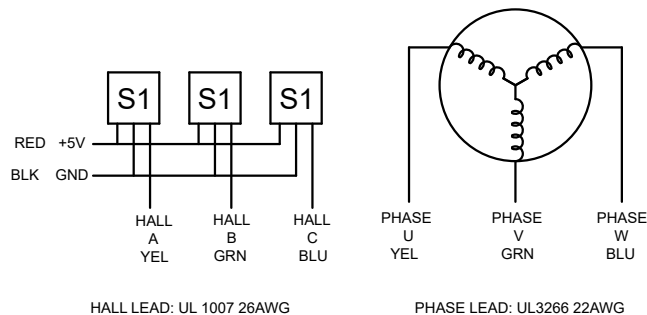 S1 S1 S1
RED +5V
BLK GND
HALL A YEL
HALL B GRN
HALL C BLU
PHASE U YEL
PHASE V GRN
PHASE W BLU
HALL LEAD: UL 1007 26AWG
PHASE LEAD: UL3266 22AWG